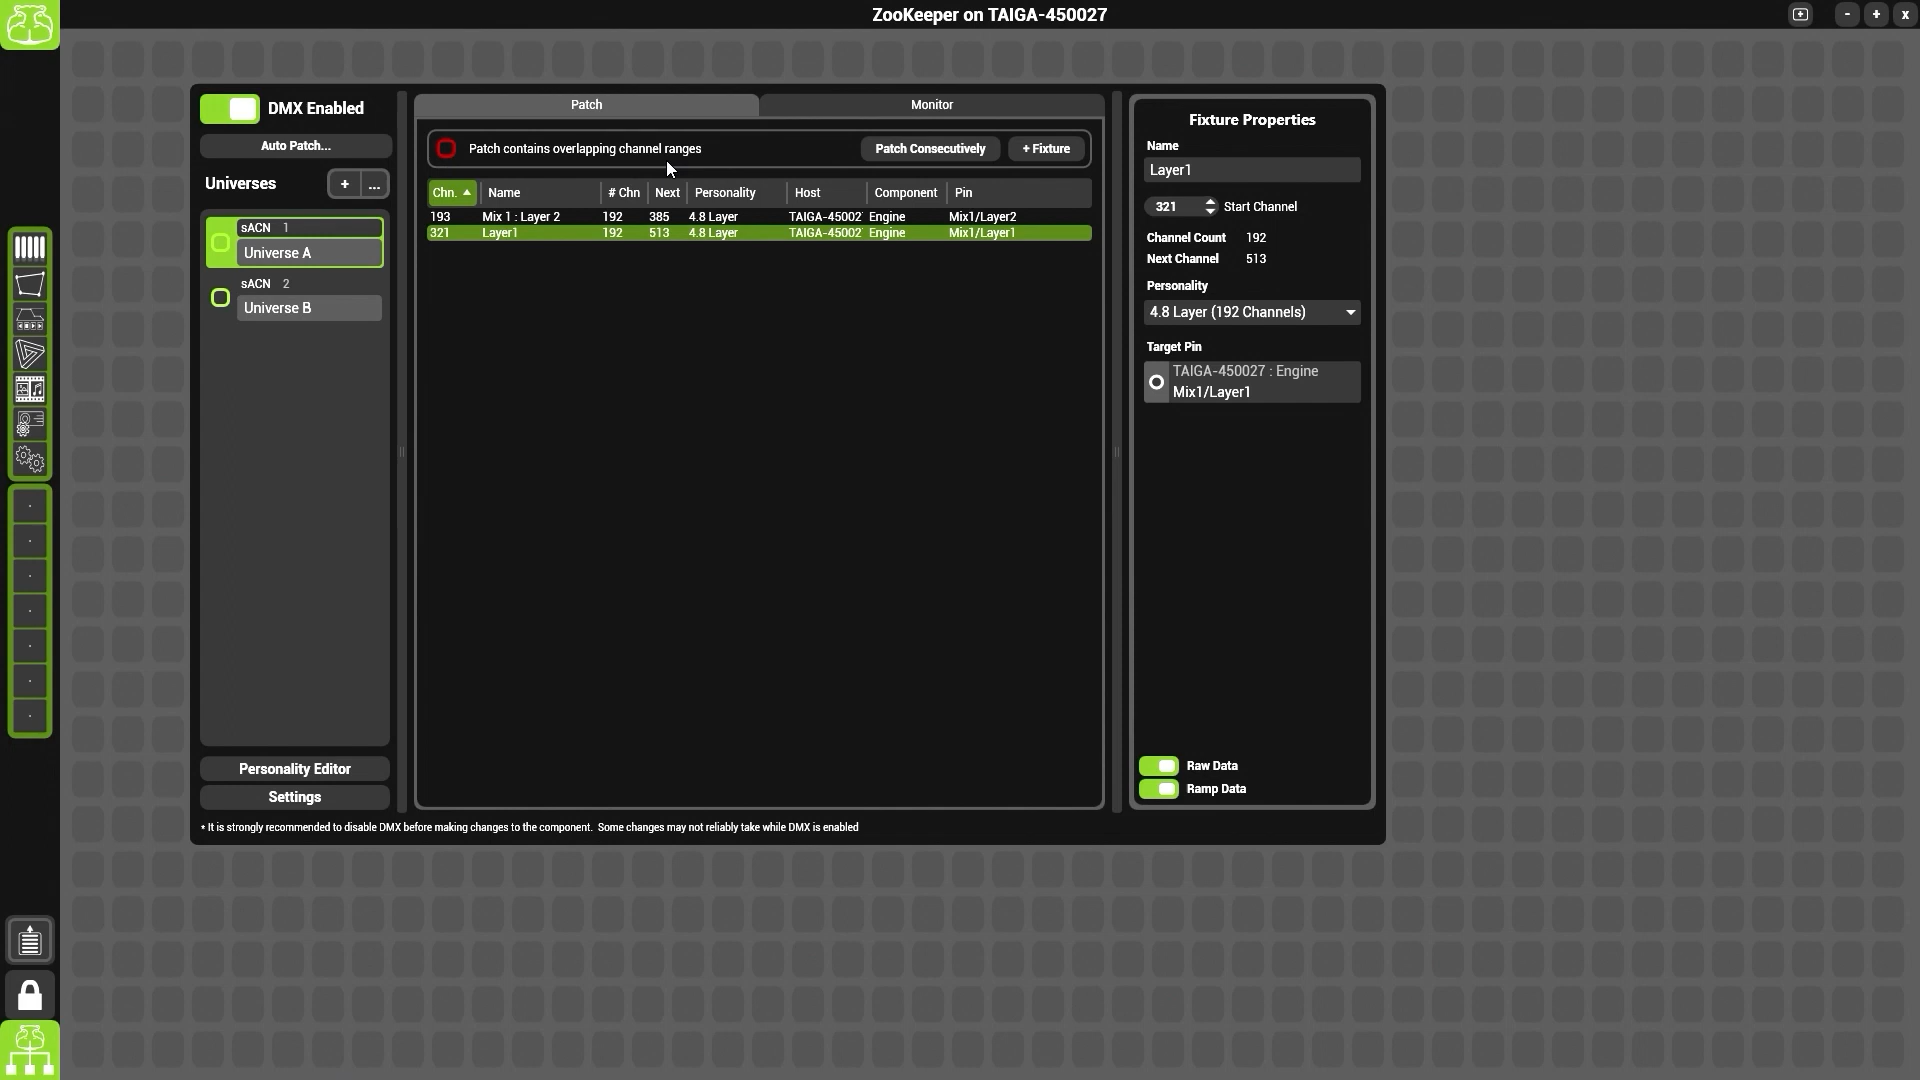 ZooKeeper on TAIGA-450027
- + x
DMX Enabled
Auto Patch...
Universes + ...
sACN 1
Universe A
sACN 2
Universe B
Personality Editor
Settings
Patch Monitor
Patch contains overlapping channel ranges Patch Consecutively + Fixture
Chn. Name # Chn Next Personality Host Component Pin
193 Mix 1 : Layer 2 192 385 4.8 Layer TAIGA-45002 Engine Mix1/Layer2
321 Layer1 192 513 4.8 Layer TAIGA-45002 Engine Mix1/Layer1
Fixture Properties
Name
Layer1
321 Start Channel
Channel Count 192
Next Channel 513
Personality
4.8 Layer (192 Channels)
Target Pin
TAIGA-450027 : Engine
Mix1/Layer1
Raw Data
Ramp Data
* It is strongly recommended to disable DMX before making changes to the component. Some changes may not reliably take while DMX is enabled